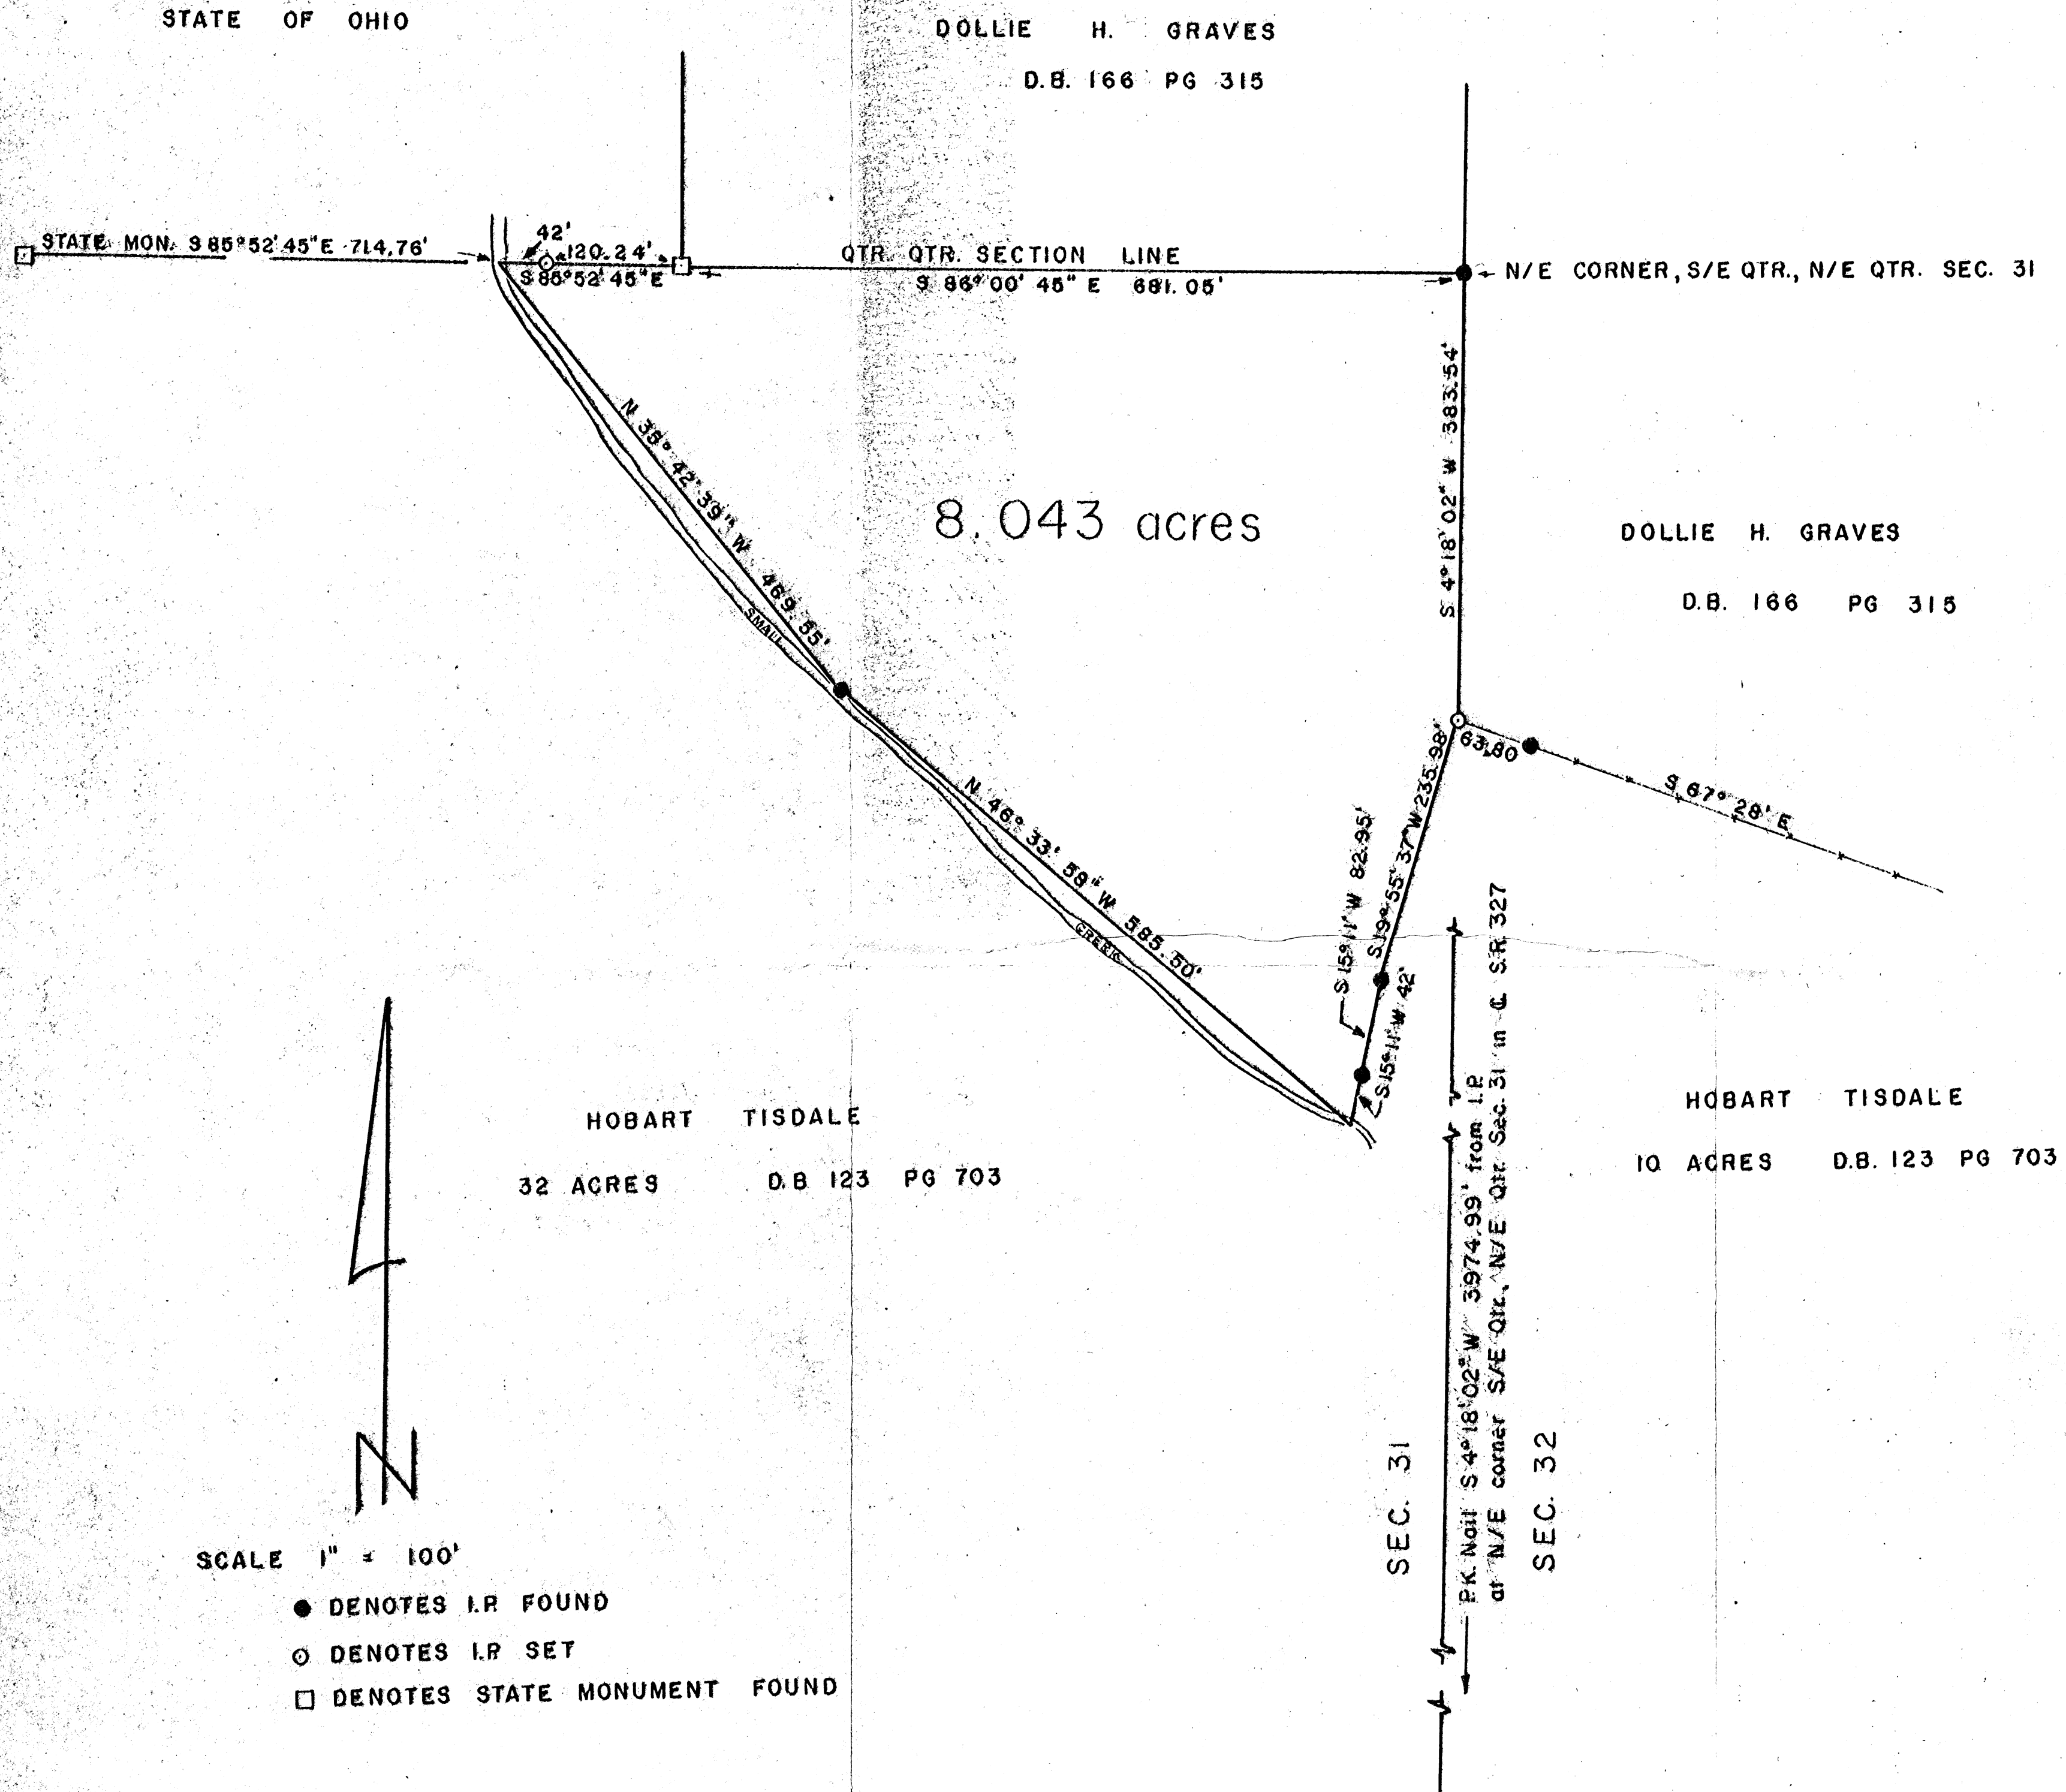 STATE OF OHIO
DOLLIE H. GRAVES
D.B. 166 PG 315
STATE MON. S 85° 52' 45" E 714.76'
42'
120.24'
S 85° 52' 45" E
QTR. QTR. SECTION LINE
S 86° 00' 45" E 681.05'
N/E CORNER, S/E QTR., N/E QTR. SEC. 31
S 4° 18' 02" W 383.54'
N 35° 42' 39" W 469.55'
SMALL
8.043 acres
DOLLIE H. GRAVES
D.B. 166 PG 315
63.80
S 67° 28' E
S 19° 55' 37" W 235.98'
S 15° 11' W 82.95'
S 15° 11' W 42'
N 46° 33' 58" W 585.50'
CREEK
HOBART TISDALE
32 ACRES D.B 123 PG 703
HOBART TISDALE
10 ACRES D.B. 123 PG 703
P.K. Nail S 4° 18' 02" W 3974.99' from I.P.
at N/E corner S/E Qtr., N/E Qtr. Sec. 31 in ℄ S.R. 327
SEC. 31
SEC. 32
N
SCALE 1" = 100'
DENOTES I.P. FOUND
DENOTES I.P. SET
DENOTES STATE MONUMENT FOUND